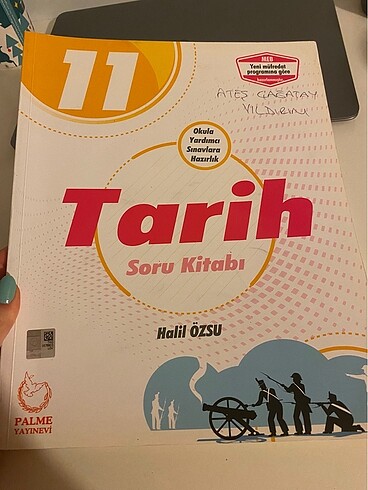 11
MEB
Yeni müfredat
programına göre
ATEŞ ÇAĞATAY
YILDIRIM
Okula
Yardımcı
Sınavlara
Hazırlık
Tarih
Soru Kitabı
Halil ÖZSU
PALME
YAYINEVİ